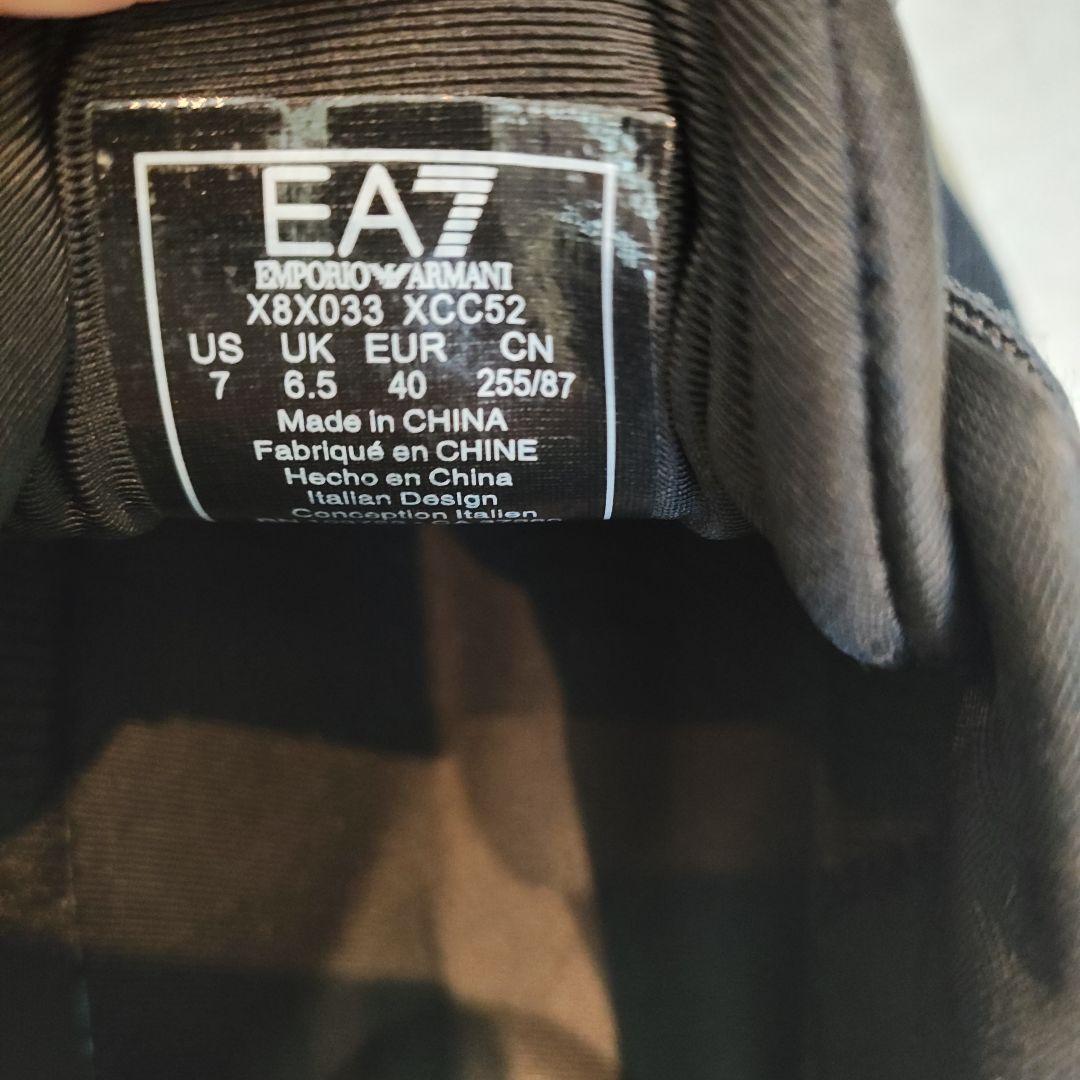 EA7
EMPORIO ARMANI
X8X033 XCC52
US UK EUR CN
7 6.5 40 255/87
Made in CHINA
Fabriqué en CHINE
Hecho en China
Italian Design
Conception Italien